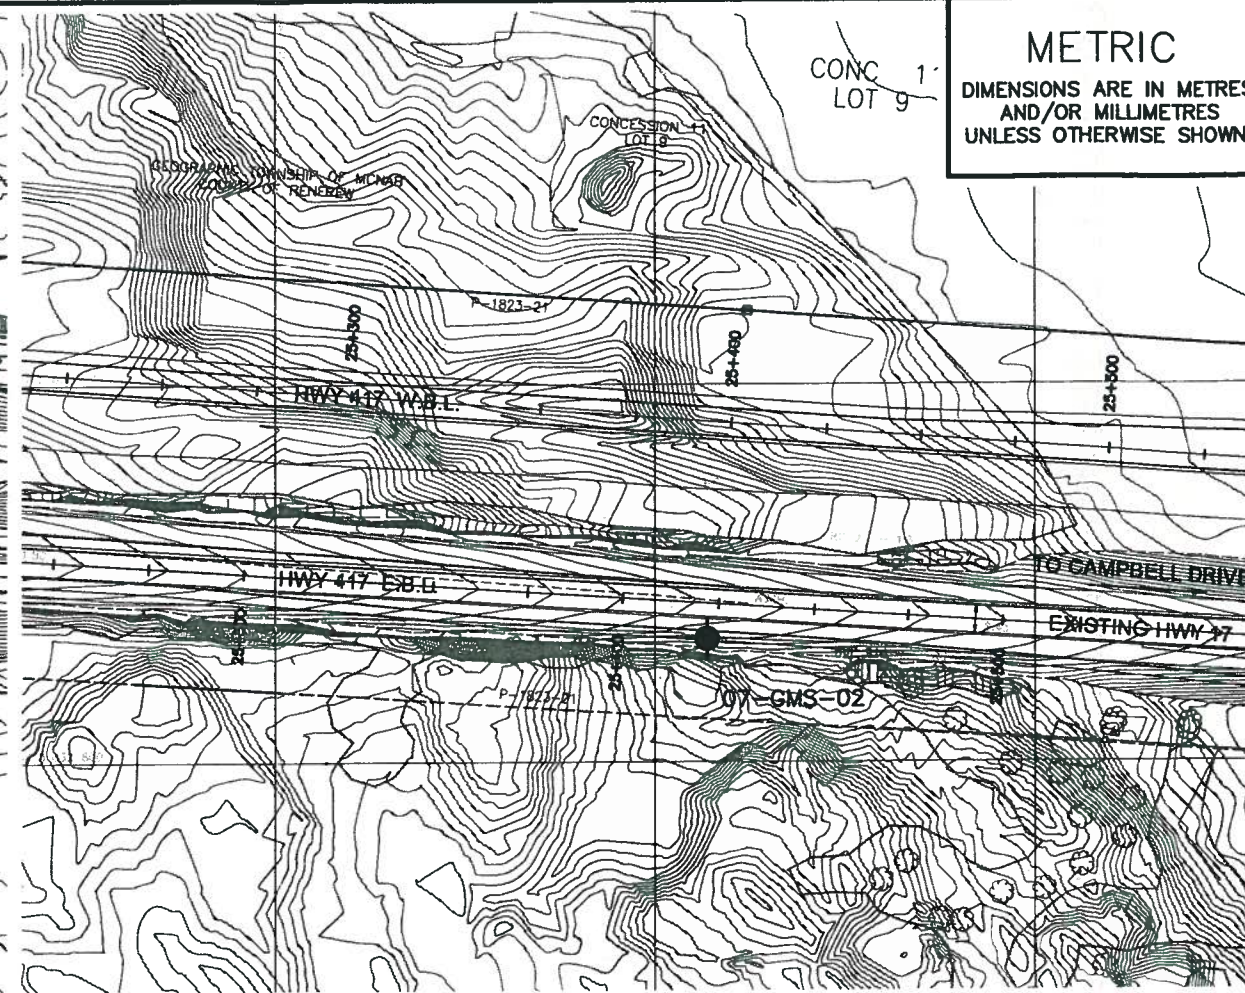 METRIC
DIMENSIONS ARE IN METRES
AND/OR MILLIMETRES
UNLESS OTHERWISE SHOWN
CONC
LOT 9
CONCESSION 11
LOT 9
GEOGRAPHIC TOWNSHIP OF MCNAB
COUNTY OF RENFREW
P-1823-21
25+300
25+400
25+500
HWY 417 W.B.L.
HWY 417 E.B.L.
TO CAMPBELL DRIVE
EXISTING HWY 17
P-1823-21
07-GMS-02